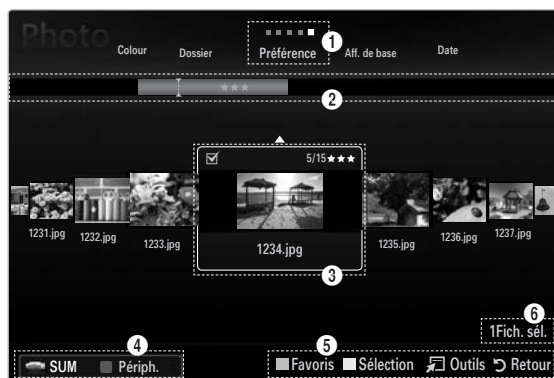 Photo
Colour Dossier Préférence Aff. de base Date
1
2
★★★
5/15★★★
1231.jpg 1232.jpg 1233.jpg 1234.jpg 1235.jpg 1236.jpg 1237.jpg
3
6
1Fich. sél.
4 5
SUM Périph. Favoris Sélection Outils Retour